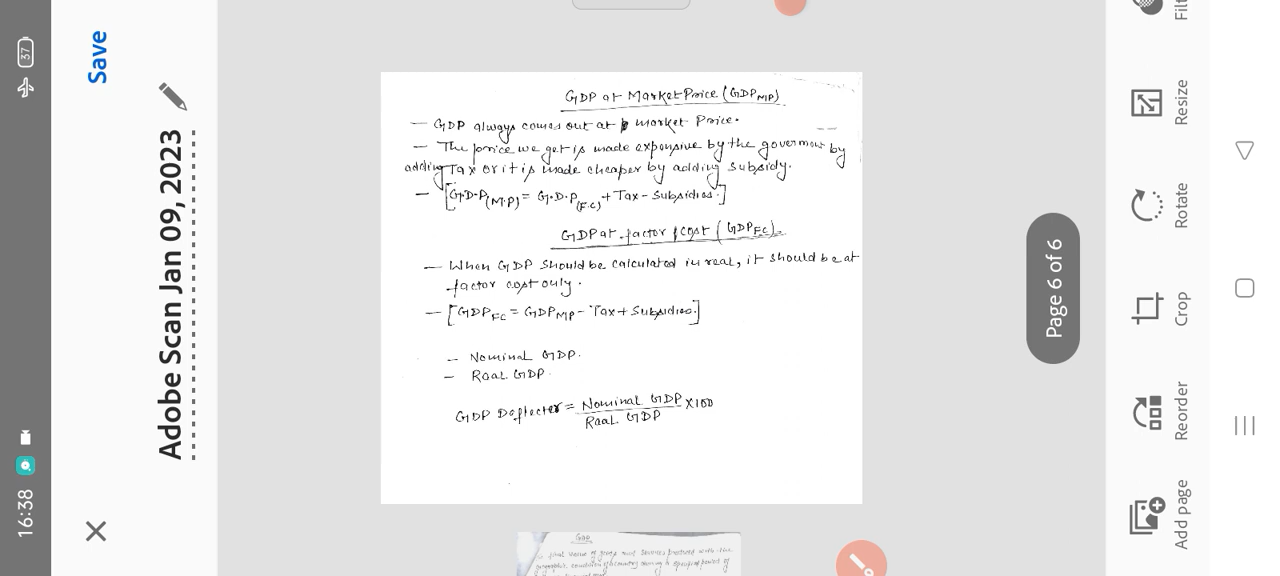 16:38
37
Save
Adobe Scan Jan 09, 2023
GDP at Market Price (GDPMP)
— GDP always comes out at market Price.
— The price we get is made expensive by the goverment by
adding Tax or it is made cheaper by adding subsidy.
— [G.D.P(M.P) = G.D.P(F.C) + Tax - Subsidies.]
GDP at factor cost (GDPFC)
— When GDP should be calculated in real, it should be at
factor cost only.
— [GDPFC = GDPMP - Tax + Subsidies.]
— Nominal GDP.
— Real GDP.
GDP Deflecter = Nominal GDP / Real GDP × 100
Page 6 of 6
Filt
Resize
Rotate
Crop
Reorder
Add page